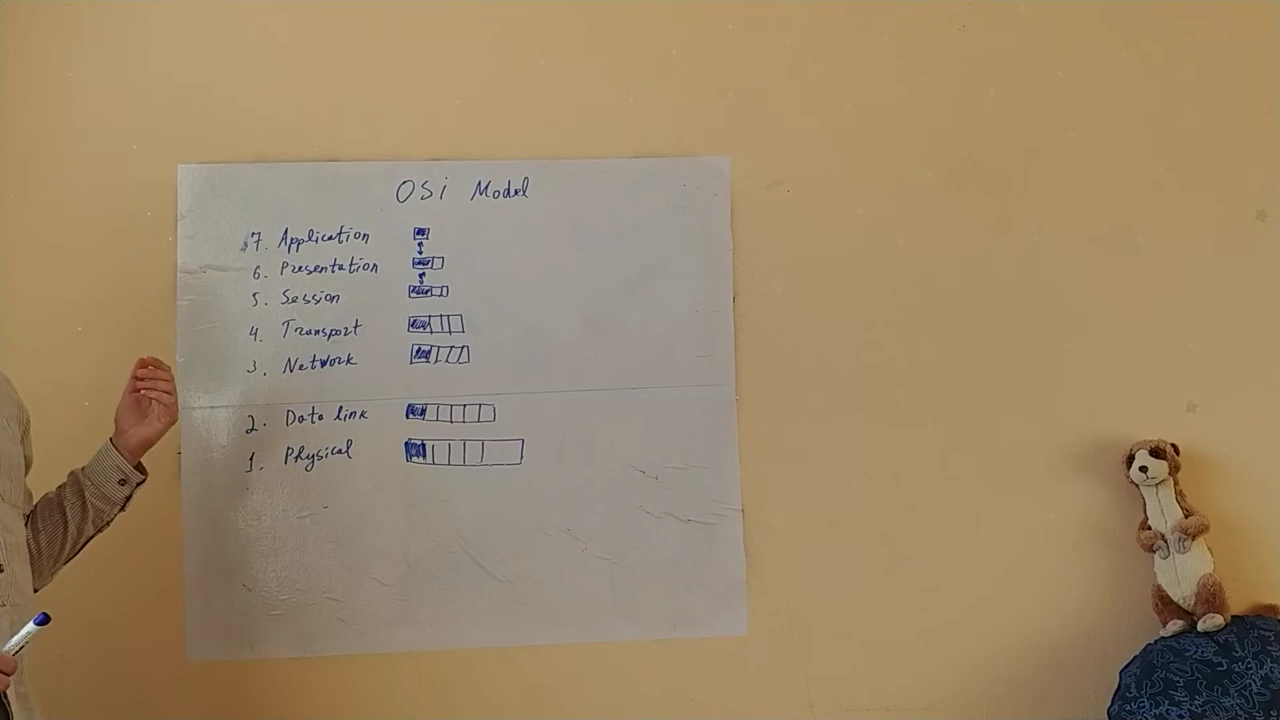 OSi Model
7. Application
6. Presentation
5. Session
4. Transport
3. Network
2. Data link
1. Physical